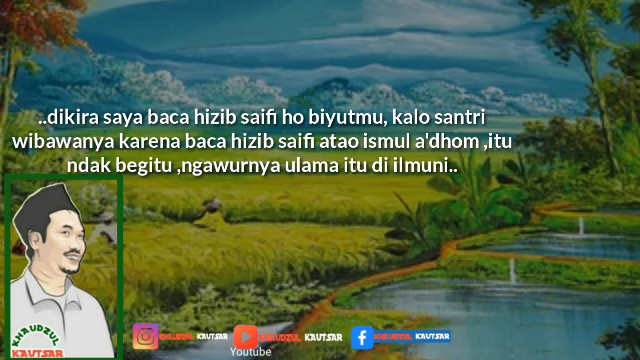 ..dikira saya baca hizib saifi ho biyutmu, kalo santri
wibawanya karena baca hizib saifi atao ismul a'dhom ,itu
ndak begitu ,ngawurnya ulama itu di ilmuni..
KHAUDZUL
KAUTSAR
KHAUDZUL KAUTSAR KHAUDZUL KAUTSAR KHAUDZUL KAUTSAR
Youtube